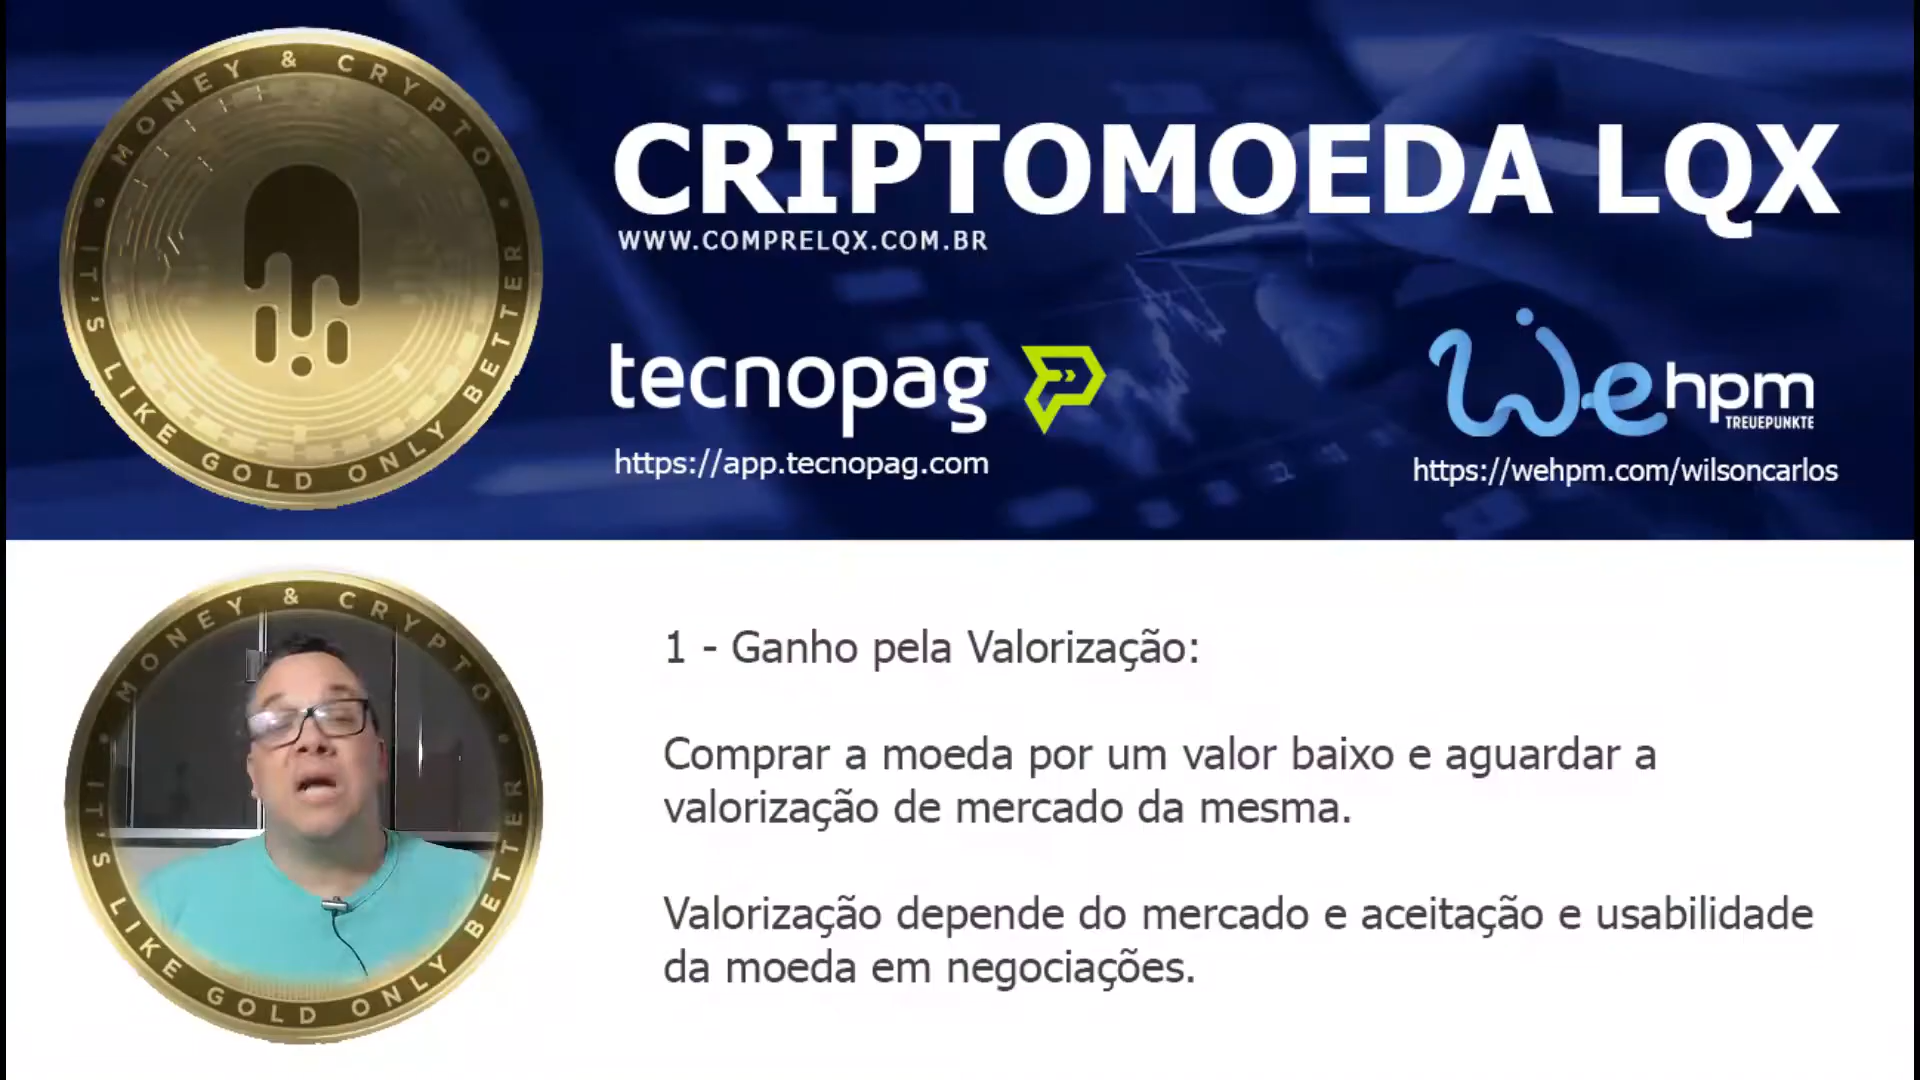 MONEY & CRYPTO
IT'S LIKE GOLD ONLY BETTER
CRIPTOMOEDA LQX
WWW.COMPRELQX.COM.BR
tecnopag
https://app.tecnopag.com
Wehpm
TREUEPUNKTE
https://wehpm.com/wilsoncarlos
MONEY & CRYPTO
IT'S LIKE GOLD ONLY BETTER
1 - Ganho pela Valorização:
Comprar a moeda por um valor baixo e aguardar a
valorização de mercado da mesma.
Valorização depende do mercado e aceitação e usabilidade
da moeda em negociações.